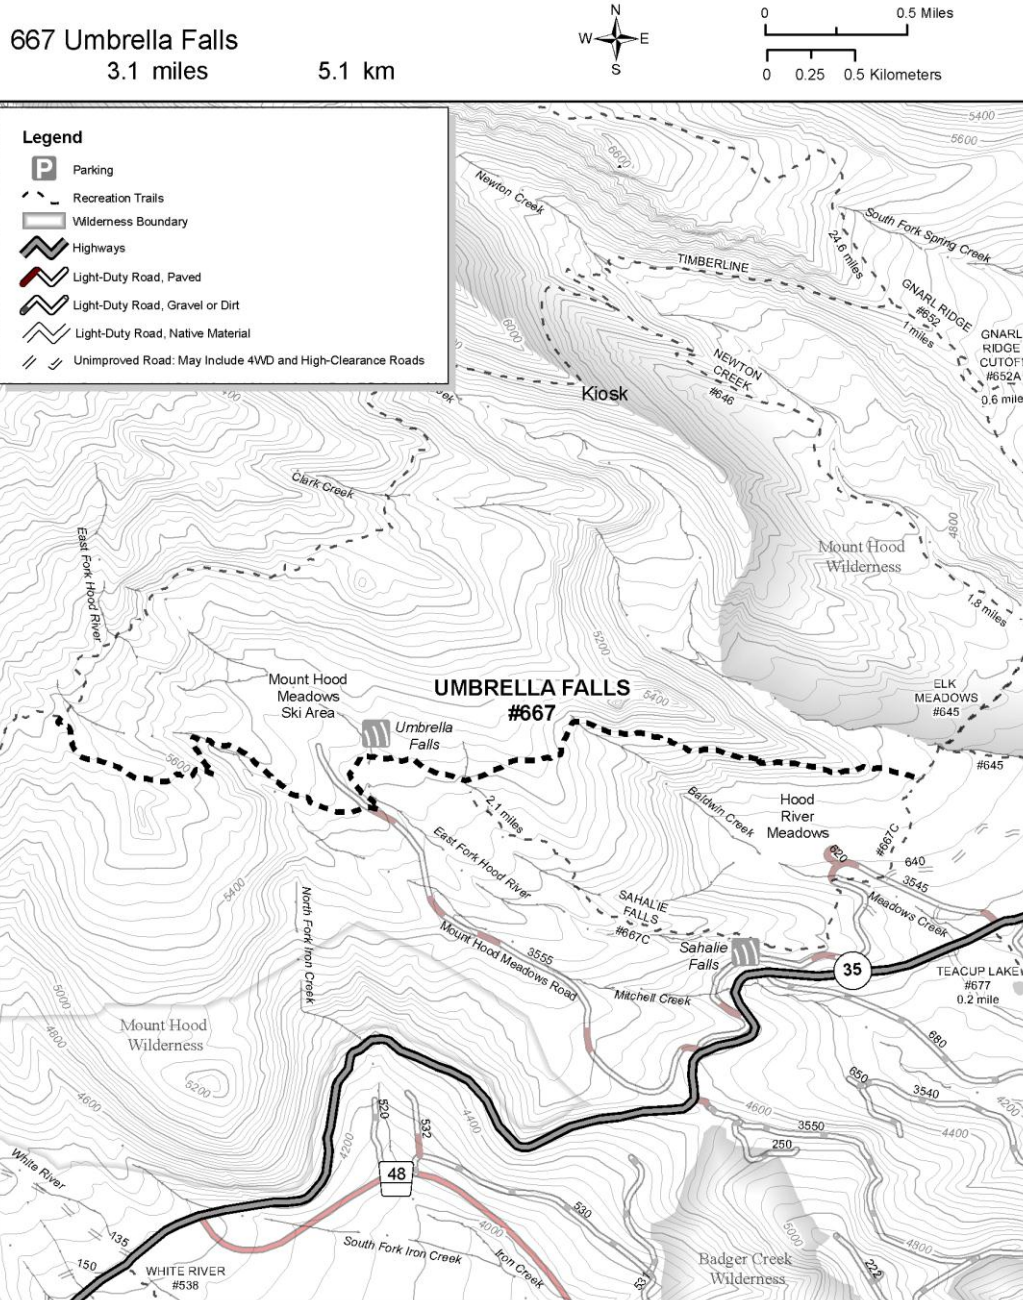 667 Umbrella Falls
3.1 miles 5.1 km
N
W E
S
0 0.5 Miles
0 0.25 0.5 Kilometers
Legend
P Parking
Recreation Trails
Wilderness Boundary
Highways
Light-Duty Road, Paved
Light-Duty Road, Gravel or Dirt
Light-Duty Road, Native Material
Unimproved Road: May Include 4WD and High-Clearance Roads
5400
5600
6600
Newton Creek
South Fork Spring Creek
24.6 miles
TIMBERLINE
GNARL RIDGE
#652
1 miles
GNARL
RIDGE
CUTOF
#652A
0.6 mile
6000
NEWTON
CREEK
#646
Kiosk
Clark Creek
East Fork Hood River
4800
Mount Hood
Wilderness
1.8 miles
5200
5400
Mount Hood
Meadows
Ski Area
UMBRELLA FALLS
#667
Umbrella
Falls
ELK
MEADOWS
#645
#645
5600
2.1 miles
Baldwin Creek
Hood
River
Meadows
#667C
620
640
3545
East Fork Hood River
5400
SAHALIE
FALLS
#667C
Meadows Creek
North Fork Iron Creek
Mount Hood Meadows Road
3555
Sahalie
Falls
35
TEACUP LAKE
#677
0.2 mile
Mitchell Creek
5000
4800
Mount Hood
Wilderness
5200
4600
680
650
3540
4200
4600
3550
4400
250
520
532
4400
4200
White River
48
530
4000
5000
4800
135
150
WHITE RIVER
#538
South Fork Iron Creek
Iron Creek
531
Badger Creek
Wilderness
222